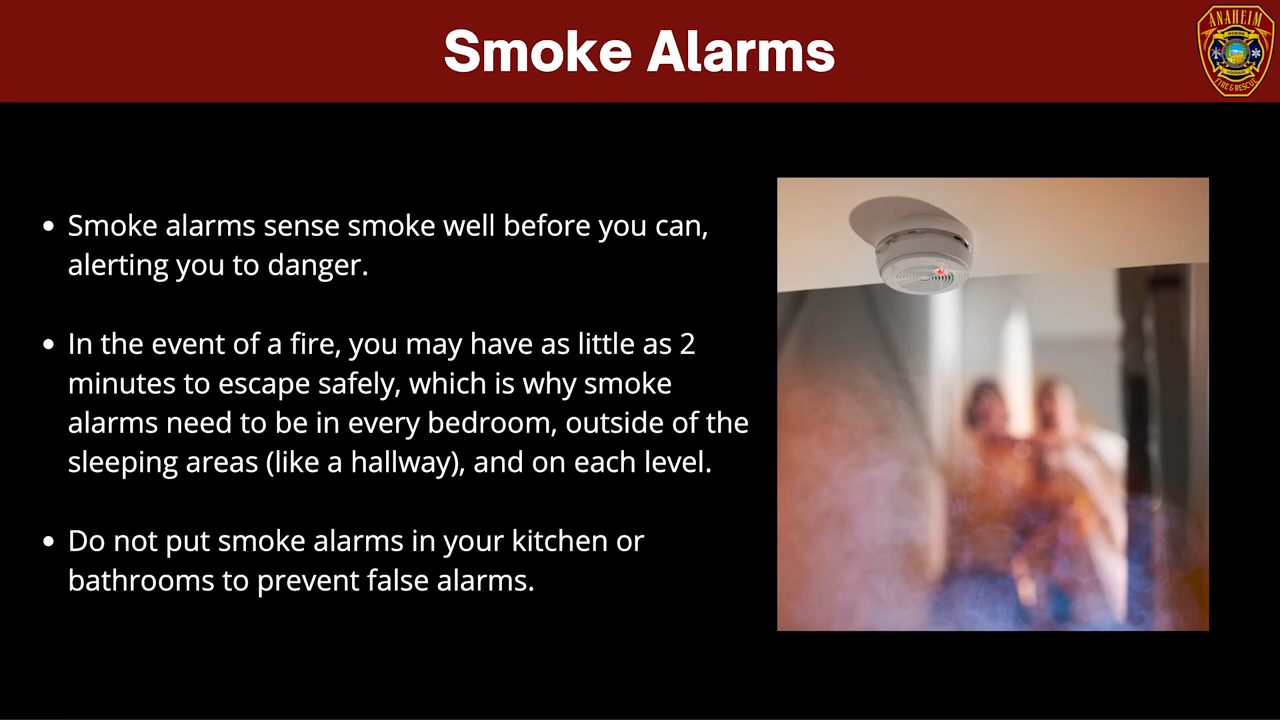 Smoke Alarms
ANAHEIM
FIRE & RESCUE
• Smoke alarms sense smoke well before you can,
alerting you to danger.
• In the event of a fire, you may have as little as 2
minutes to escape safely, which is why smoke
alarms need to be in every bedroom, outside of the
sleeping areas (like a hallway), and on each level.
• Do not put smoke alarms in your kitchen or
bathrooms to prevent false alarms.